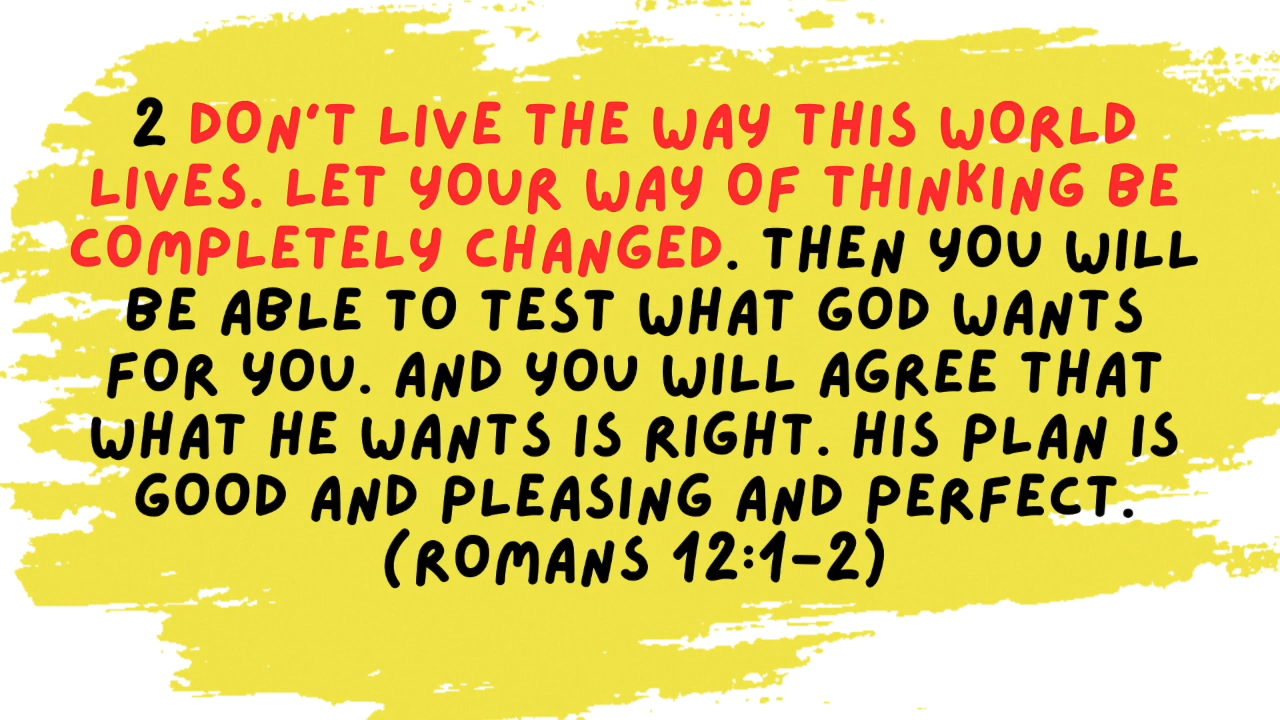 2 DON'T LIVE THE WAY THIS WORLD
LIVES. LET YOUR WAY OF THINKING BE
COMPLETELY CHANGED. THEN YOU WILL
BE ABLE TO TEST WHAT GOD WANTS
FOR YOU. AND YOU WILL AGREE THAT
WHAT HE WANTS IS RIGHT. HIS PLAN IS
GOOD AND PLEASING AND PERFECT.
(ROMANS 12:1-2)